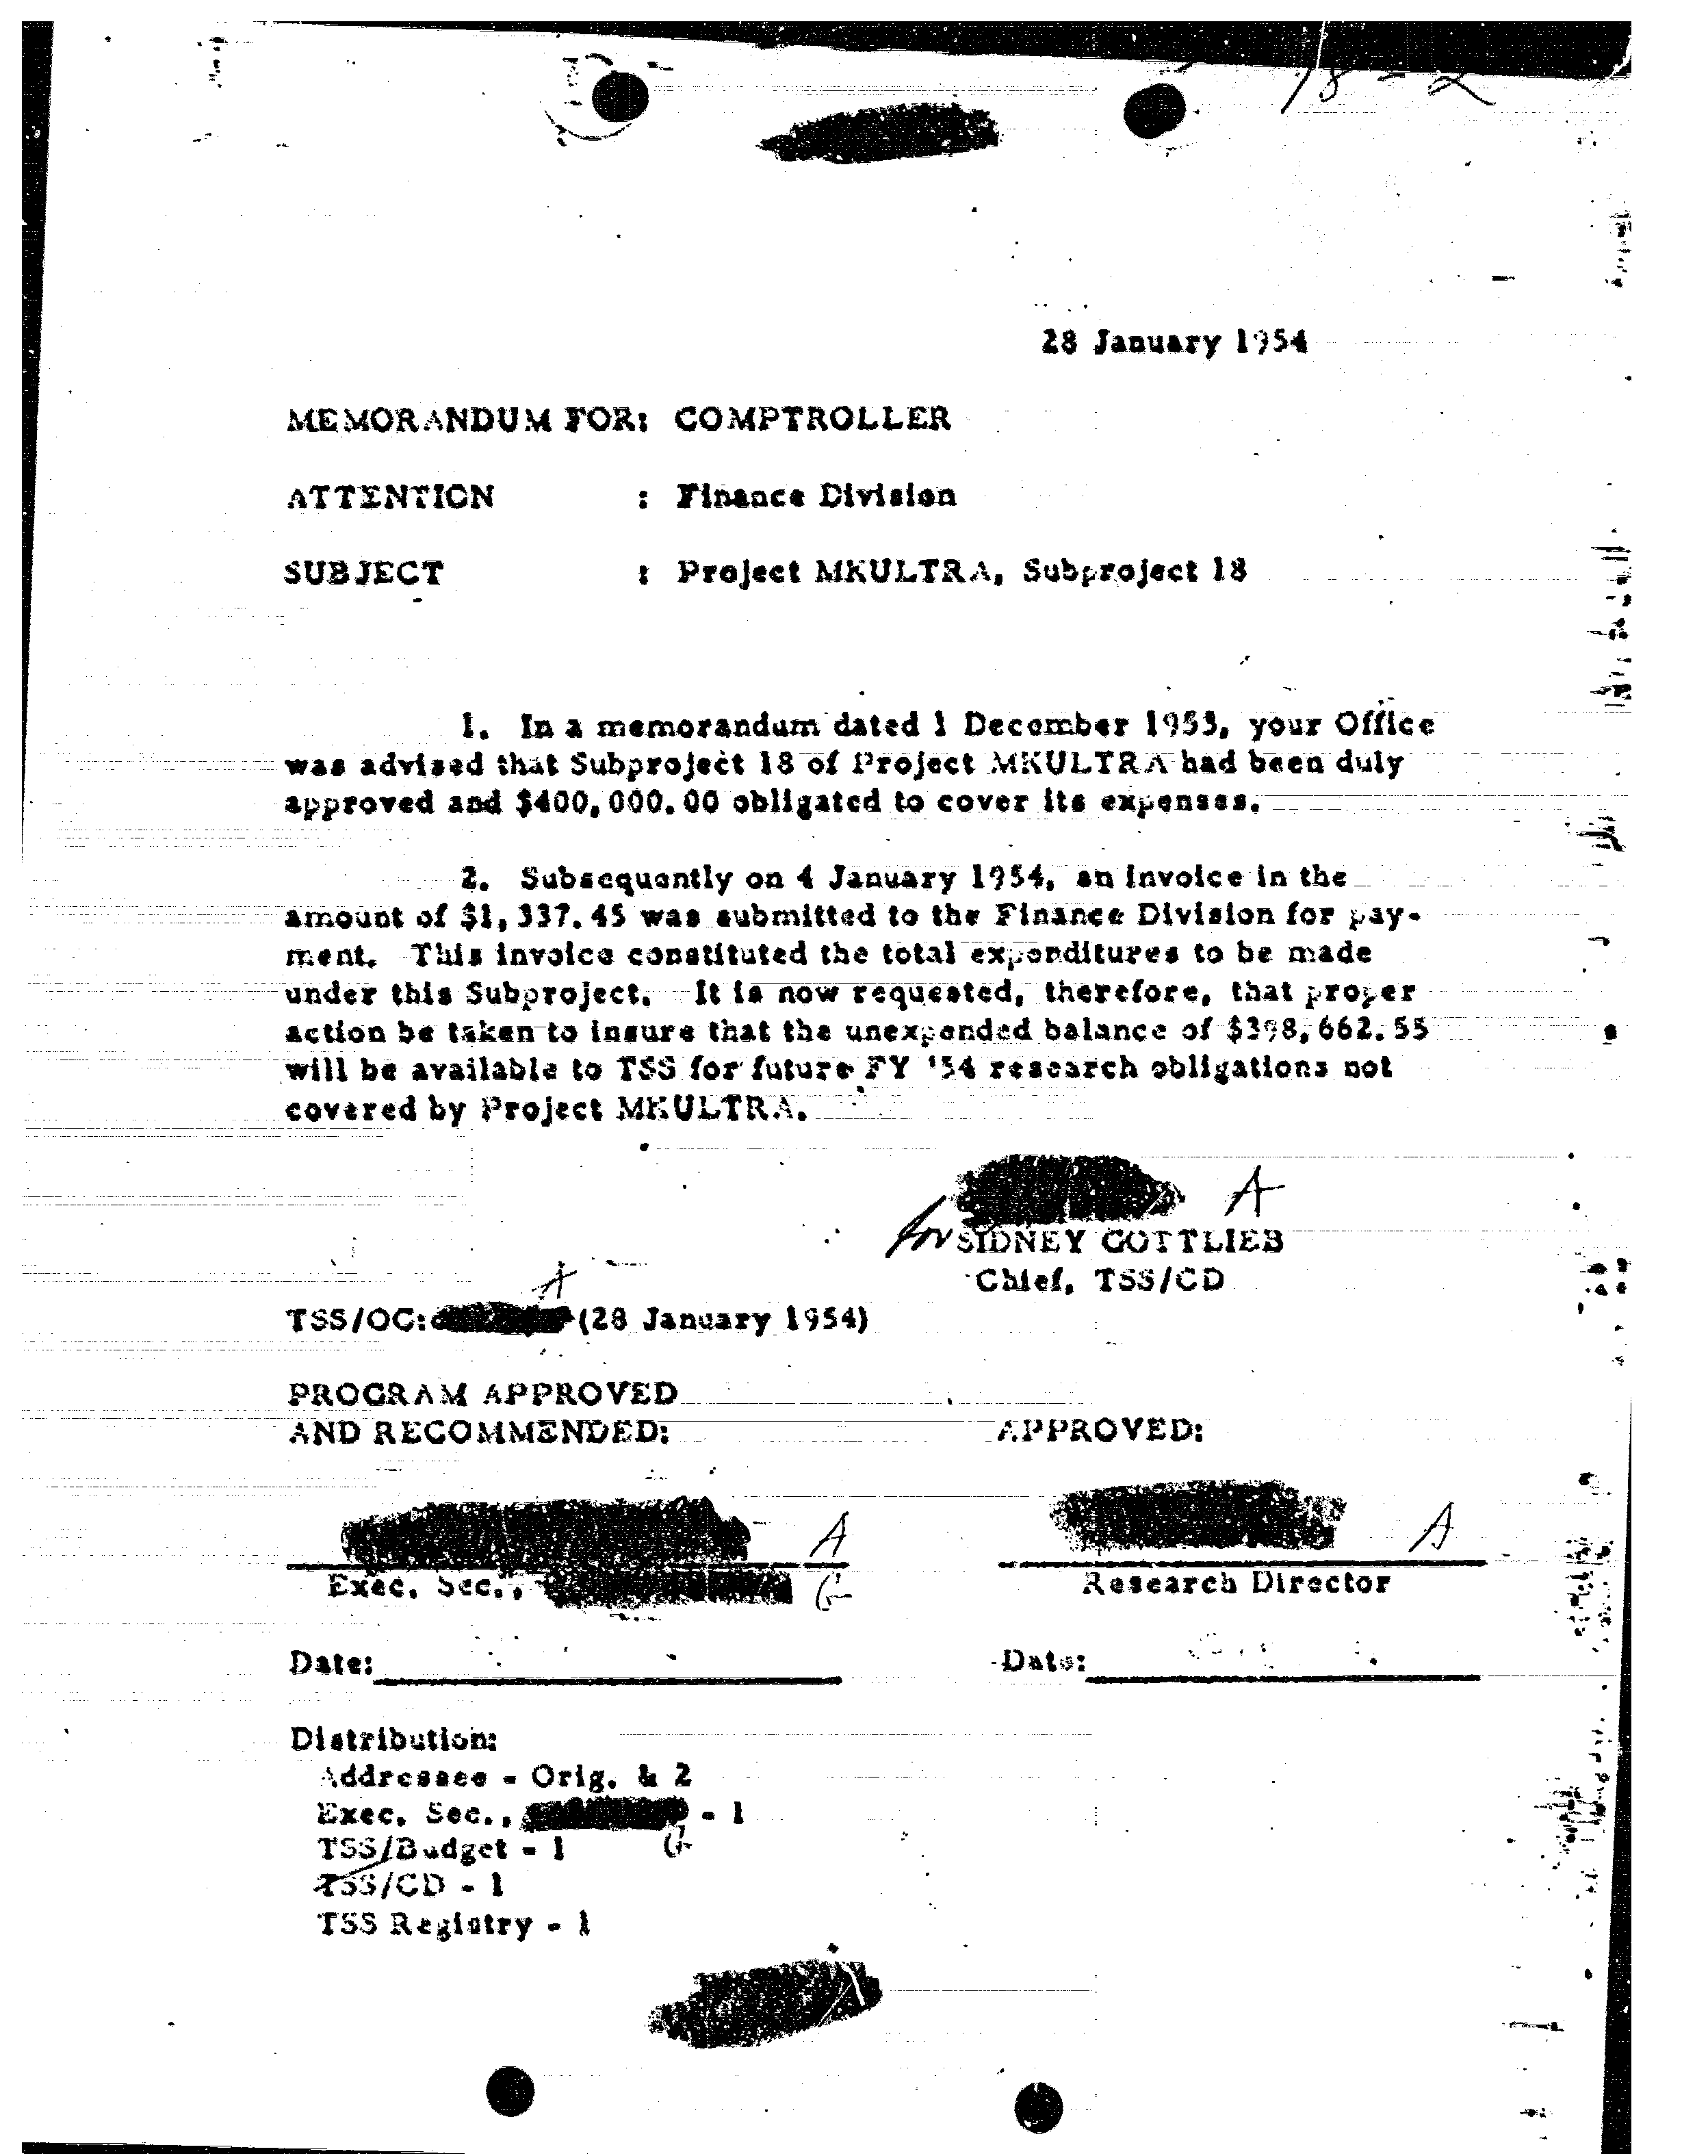 18-2
28 January 1954
MEMORANDUM FOR: COMPTROLLER
ATTENTION : Finance Division
SUBJECT : Project MKULTRA, Subproject 18
1. In a memorandum dated 1 December 1953, your Office
was advised that Subproject 18 of Project MKULTRA had been duly
approved and $400,000.00 obligated to cover its expenses.
2. Subsequently on 4 January 1954, an invoice in the
amount of $1,337.45 was submitted to the Finance Division for pay-
ment. This invoice constituted the total expenditures to be made
under this Subproject. It is now requested, therefore, that proper
action be taken to insure that the unexpended balance of $398,662.55
will be available to TSS for future FY '54 research obligations not
covered by Project MKULTRA.
A
for SIDNEY GOTTLIEB
Chief, TSS/CD
A
TSS/OC: (28 January 1954)
PROGRAM APPROVED
AND RECOMMENDED: APPROVED:
A A
Exec. Sec., Research Director
Date: Date:
Distribution:
Addressee - Orig. & 2
Exec. Sec., - 1
TSS/Budget - 1
TSS/CD - 1
TSS Registry - 1